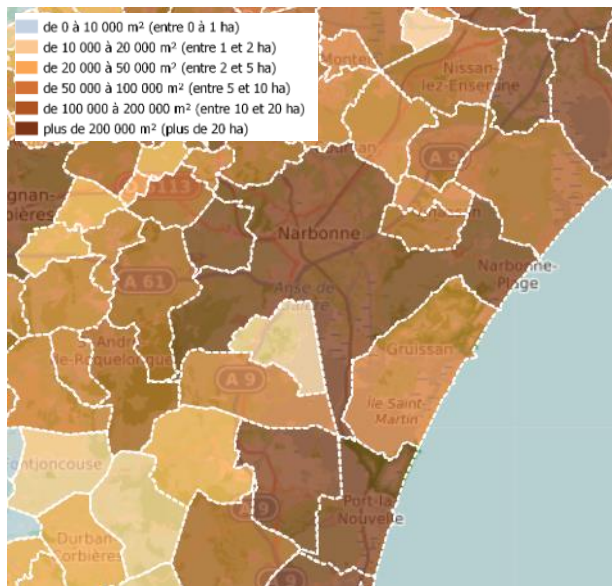 de 0 à 10 000 m² (entre 0 à 1 ha)
de 10 000 à 20 000 m² (entre 1 et 2 ha)
de 20 000 à 50 000 m² (entre 2 et 5 ha)
de 50 000 à 100 000 m² (entre 5 et 10 ha)
de 100 000 à 200 000 m² (entre 10 et 20 ha)
plus de 200 000 m² (plus de 20 ha)
Nissan-
lez-Enserune
A 9
Narbonne
A 61
Narbonne-
Plage
Gruissan
A 9
Île Saint-
Martin
Port-la
Nouvelle
A 9
Durban
Corbières
A 9